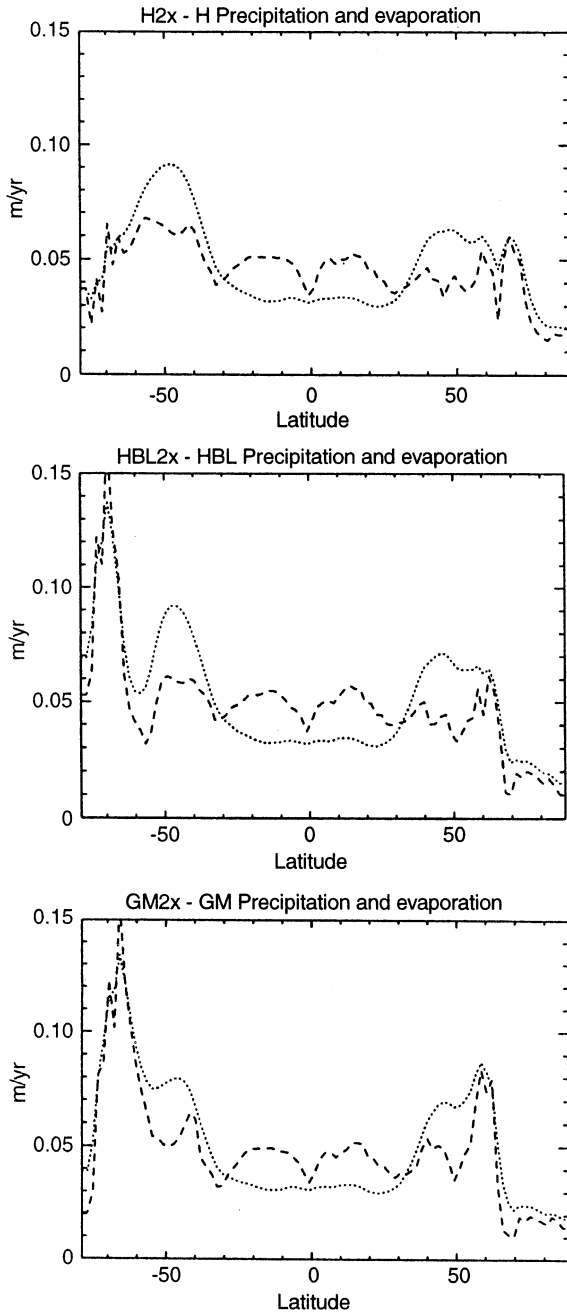 H2x - H Precipitation and evaporation
0.15
0.10
0.05
0
m/yr
-50
0
50
Latitude
HBL2x - HBL Precipitation and evaporation
0.15
0.10
0.05
0
m/yr
-50
0
50
Latitude
GM2x - GM Precipitation and evaporation
0.15
0.10
0.05
0
m/yr
-50
0
50
Latitude